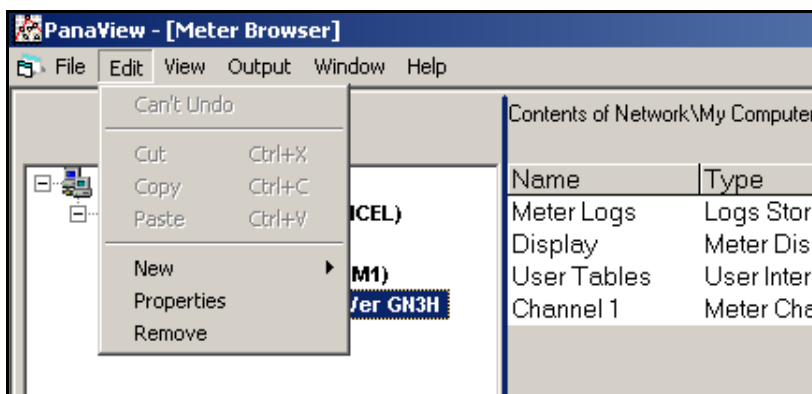 PanaView - [Meter Browser]
File Edit View Output Window Help
Can't Undo
Cut Ctrl+X
Copy Ctrl+C
Paste Ctrl+V
New
Properties
Remove
ICEL)
M1)
Ver GN3H
Contents of Network\My Computer
Name Type
Meter Logs Logs Stor
Display Meter Dis
User Tables User Inter
Channel 1 Meter Cha